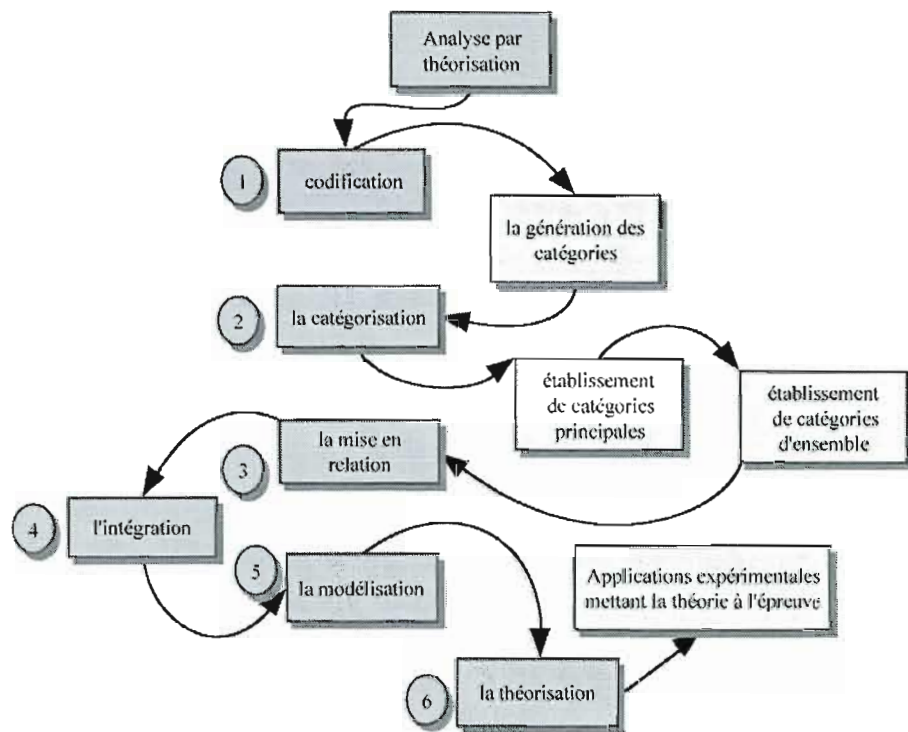 Analyse par
théorisation
1
codification
la génération des
catégories
2
la catégorisation
établissement
de catégories
principales
établissement
de catégories
d'ensemble
3
la mise en
relation
4
l'intégration
5
la modélisation
Applications expérimentales
mettant la théorie à l'épreuve
6
la théorisation